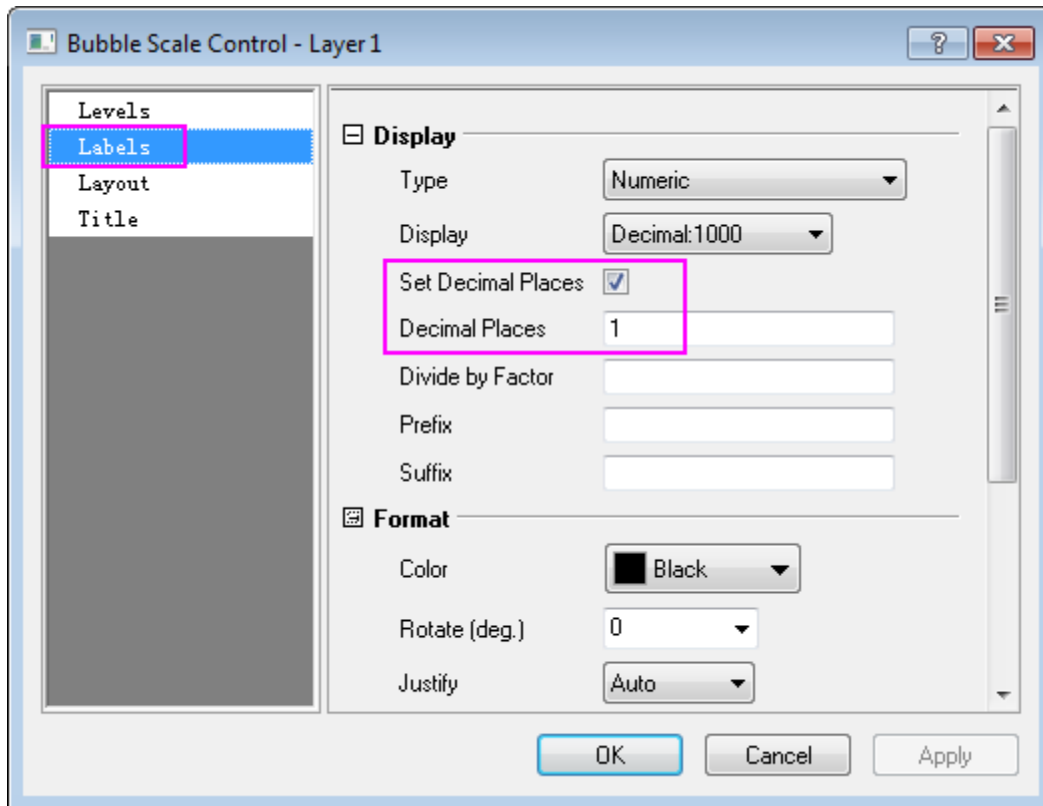 Bubble Scale Control - Layer 1
Levels
Labels
Layout
Title
Display
Type Numeric
Display Decimal:1000
Set Decimal Places
Decimal Places 1
Divide by Factor
Prefix
Suffix
Format
Color Black
Rotate (deg.) 0
Justify Auto
OK Cancel Apply